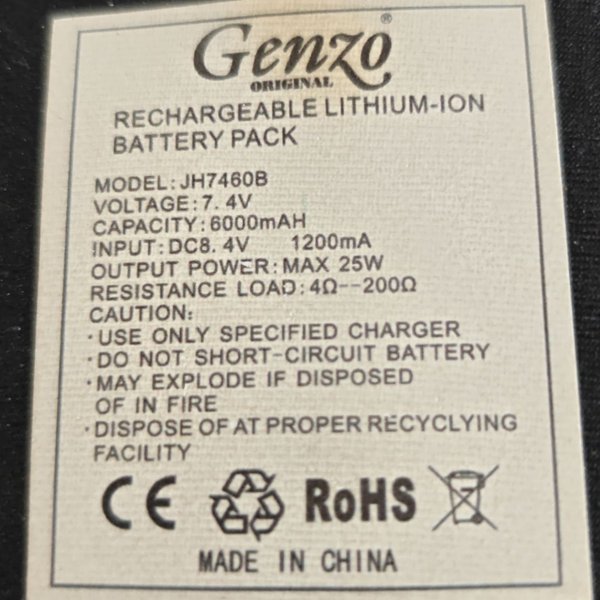 Genzo®
ORIGINAL
RECHARGEABLE LITHIUM-ION
BATTERY PACK
MODEL:JH7460B
VOLTAGE:7.4V
CAPACITY:6000mAH
INPUT:DC8.4V 1200mA
OUTPUT POWER:MAX 25W
RESISTANCE LOAD:4Ω--200Ω
CAUTION:
·USE ONLY SPECIFIED CHARGER
·DO NOT SHORT-CIRCUIT BATTERY
·MAY EXPLODE IF DISPOSED
OF IN FIRE
·DISPOSE OF AT PROPER RECYCLYING
FACILITY
CE RoHS
MADE IN CHINA